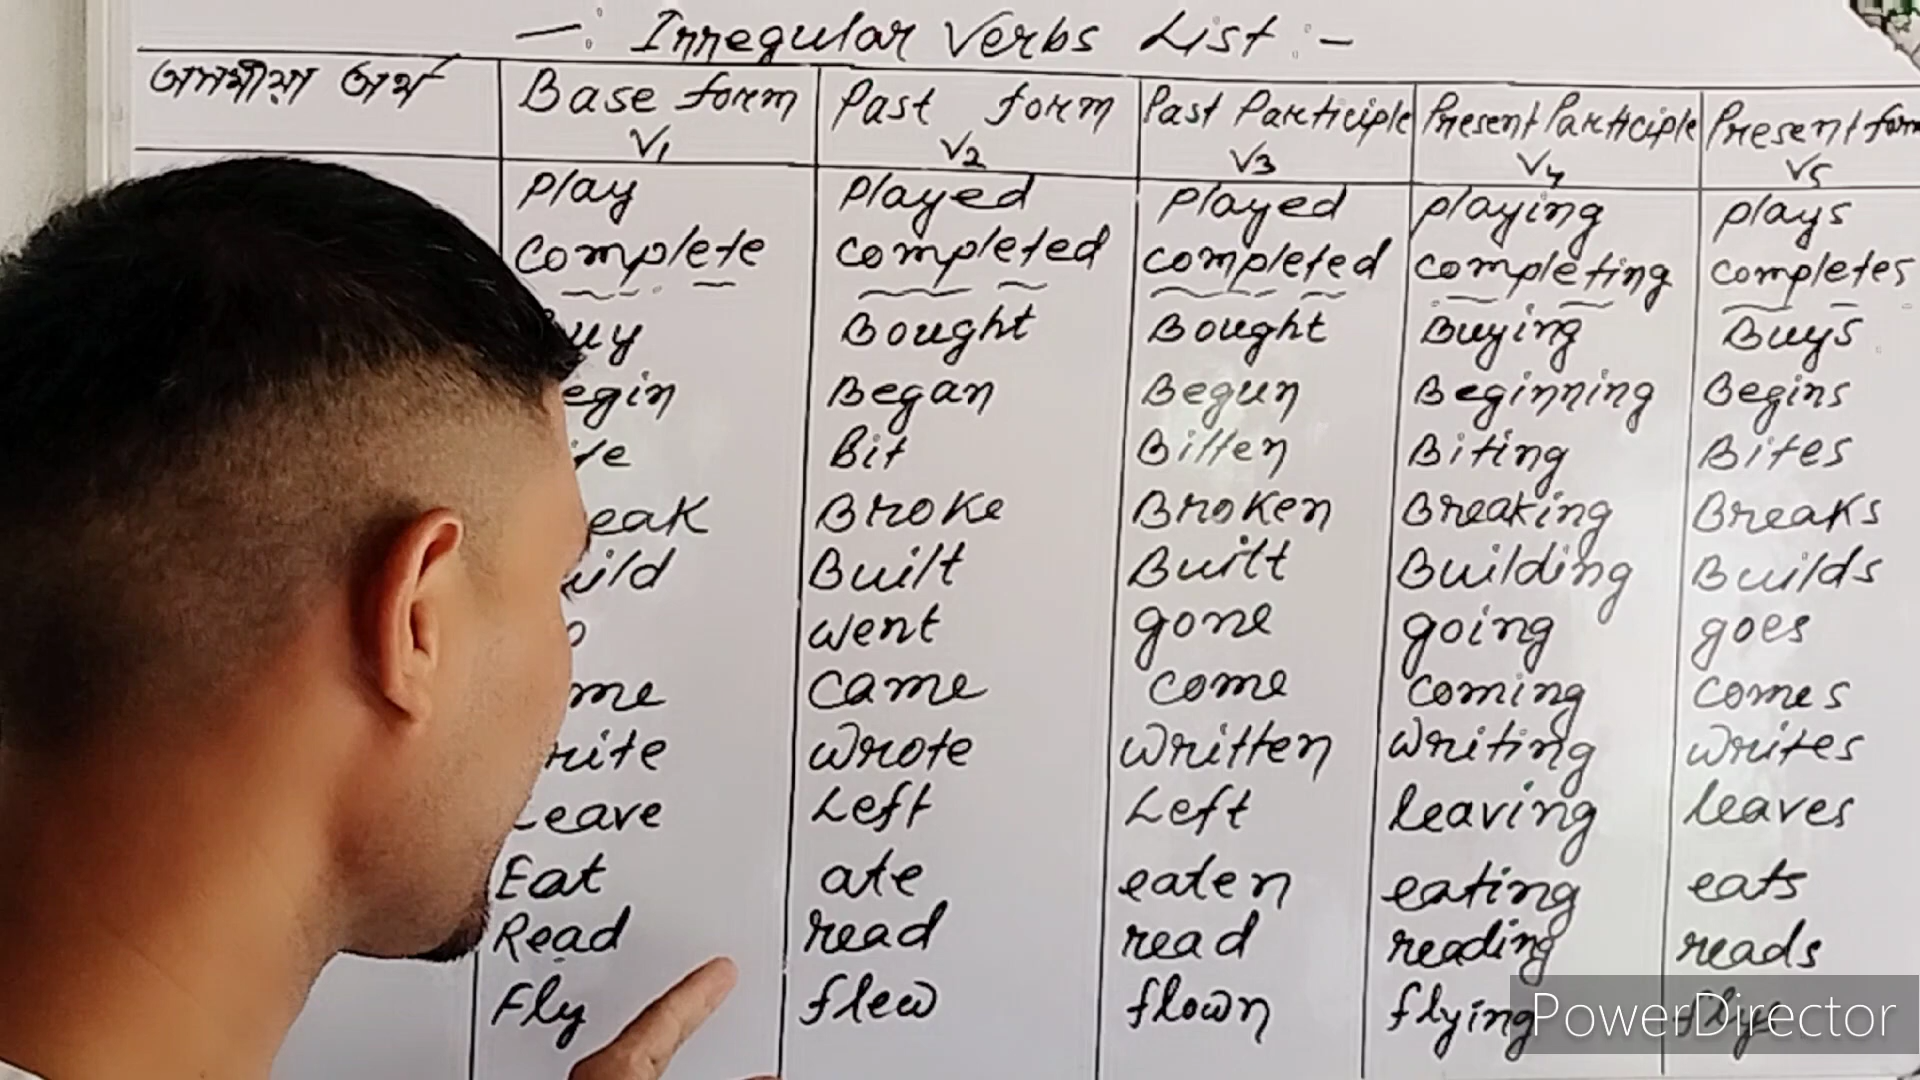 -: Irregular Verbs List :-
অসমীয়া অৰ্থ Base form Past form Past Participle Present Participle Present form
V1 V2 V3 V4 V5
Play Played Played playing plays
Complete completed completed completing completes
Bought Bought Buying Buys
Began Begun Beginning Begins
Bit Bitten Biting Bites
Broke Broken Breaking Breaks
Built Built Building Builds
went gone going goes
came come coming comes
wrote written writing writes
Leave Left Left leaving leaves
Eat ate eaten eating eats
Read read read reading reads
Fly flew flown flying
PowerDirector